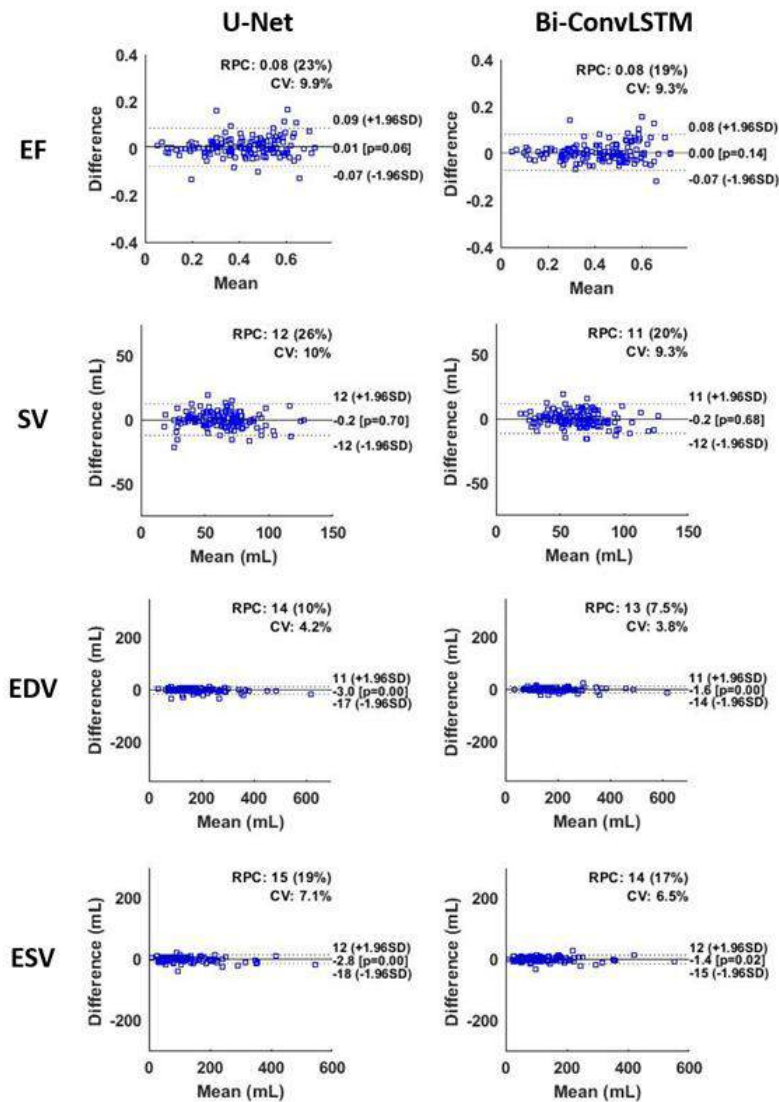 U-Net
Bi-ConvLSTM
EF
Difference
0.4
0.2
0
-0.2
-0.4
RPC: 0.08 (23%)
CV: 9.9%
0.09 (+1.96SD)
0.01 [p=0.06]
-0.07 (-1.96SD)
0 0.2 0.4 0.6
Mean
Difference
0.4
0.2
0
-0.2
-0.4
RPC: 0.08 (19%)
CV: 9.3%
0.08 (+1.96SD)
0.00 [p=0.14]
-0.07 (-1.96SD)
0 0.2 0.4 0.6
Mean
SV
Difference (mL)
50
0
-50
RPC: 12 (26%)
CV: 10%
12 (+1.96SD)
-0.2 [p=0.70]
-12 (-1.96SD)
0 50 100 150
Mean (mL)
Difference (mL)
50
0
-50
RPC: 11 (20%)
CV: 9.3%
11 (+1.96SD)
-0.2 [p=0.68]
-12 (-1.96SD)
0 50 100 150
Mean (mL)
EDV
Difference (mL)
200
0
-200
RPC: 14 (10%)
CV: 4.2%
11 (+1.96SD)
-3.0 [p=0.00]
-17 (-1.96SD)
0 200 400 600
Mean (mL)
Difference (mL)
200
0
-200
RPC: 13 (7.5%)
CV: 3.8%
11 (+1.96SD)
-1.6 [p=0.00]
-14 (-1.96SD)
0 200 400 600
Mean (mL)
ESV
Difference (mL)
200
0
-200
RPC: 15 (19%)
CV: 7.1%
12 (+1.96SD)
-2.8 [p=0.00]
-18 (-1.96SD)
0 200 400 600
Mean (mL)
Difference (mL)
200
0
-200
RPC: 14 (17%)
CV: 6.5%
12 (+1.96SD)
-1.4 [p=0.02]
-15 (-1.96SD)
0 200 400 600
Mean (mL)